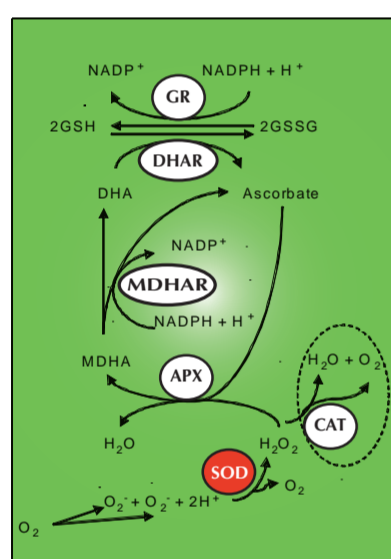 NADP⁺ NADPH + H⁺
GR
2GSH 2GSSG
DHAR
DHA Ascorbate
NADP⁺
MDHAR
NADPH + H⁺
MDHA APX H₂O + O₂
CAT
H₂O H₂O₂
SOD
O₂
O₂⁻ + O₂⁻ + 2H⁺
O₂